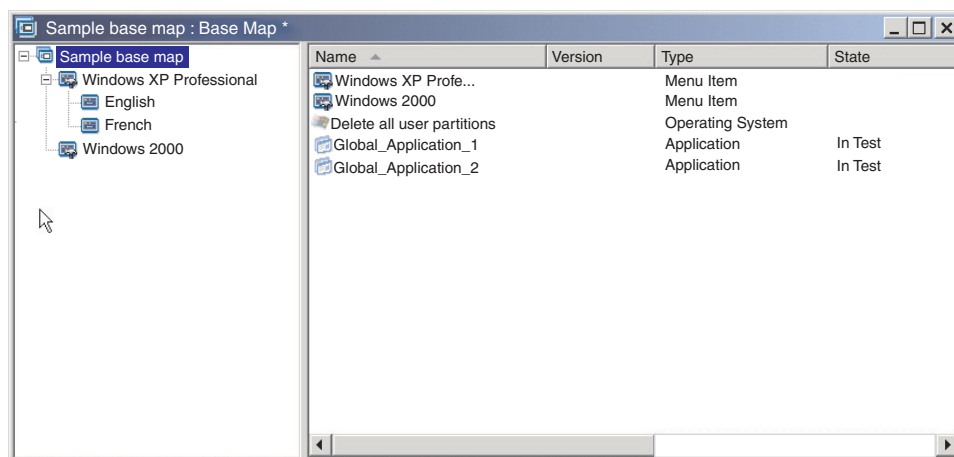 Sample base map : Base Map *
Sample base map
Windows XP Professional
English
French
Windows 2000
Name Version Type State
Windows XP Profe... Menu Item
Windows 2000 Menu Item
Delete all user partitions Operating System
Global_Application_1 Application In Test
Global_Application_2 Application In Test